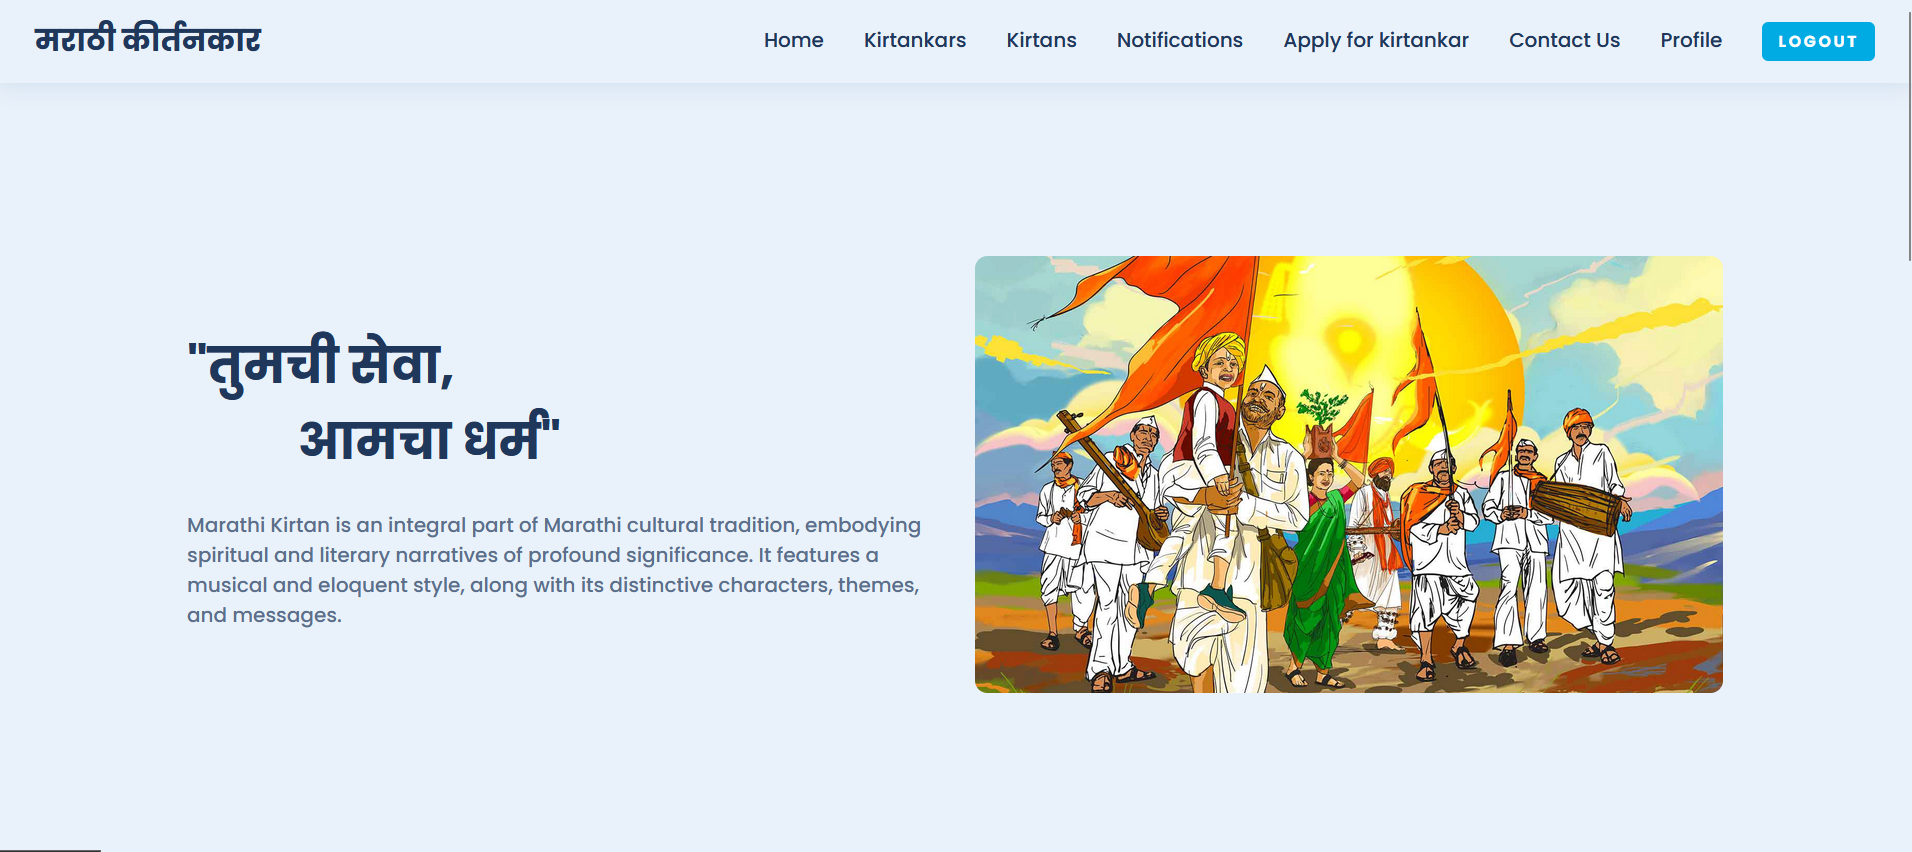 मराठी कीर्तनकार
Home Kirtankars Kirtans Notifications Apply for kirtankar Contact Us Profile LOGOUT
"तुमची सेवा,
आमचा धर्म"
Marathi Kirtan is an integral part of Marathi cultural tradition, embodying
spiritual and literary narratives of profound significance. It features a
musical and eloquent style, along with its distinctive characters, themes,
and messages.